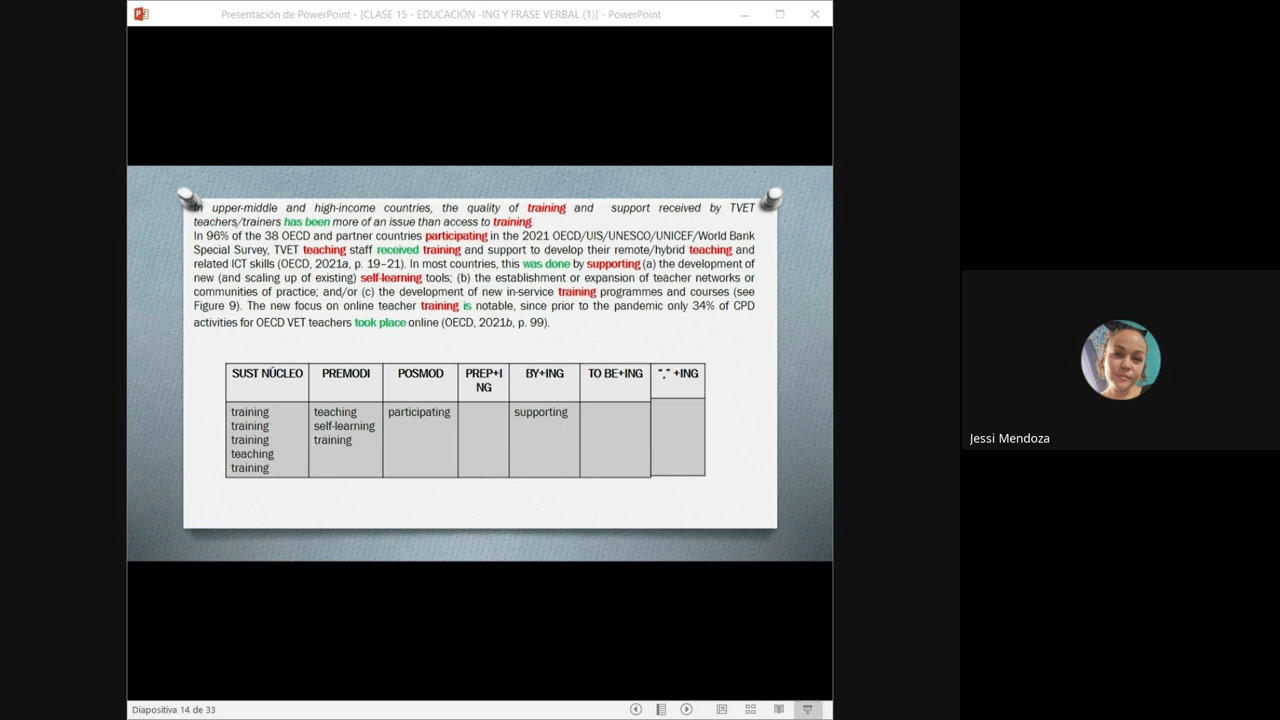 Presentación de PowerPoint - [CLASE 15 - EDUCACIÓN -ING Y FRASE VERBAL (1)] - PowerPoint
In upper-middle and high-income countries, the quality of training and support received by TVET
teachers/trainers has been more of an issue than access to training.
In 96% of the 38 OECD and partner countries participating in the 2021 OECD/UIS/UNESCO/UNICEF/World Bank
Special Survey, TVET teaching staff received training and support to develop their remote/hybrid teaching and
related ICT skills (OECD, 2021a, p. 19–21). In most countries, this was done by supporting (a) the development of
new (and scaling up of existing) self-learning tools; (b) the establishment or expansion of teacher networks or
communities of practice; and/or (c) the development of new in-service training programmes and courses (see
Figure 9). The new focus on online teacher training is notable, since prior to the pandemic only 34% of CPD
activities for OECD VET teachers took place online (OECD, 2021b, p. 99).
SUST NÚCLEO PREMODI POSMOD PREP+I BY+ING TO BE+ING "," +ING
NG
training teaching participating supporting
training self-learning
training training
teaching
training
Jessi Mendoza
Diapositiva 14 de 33